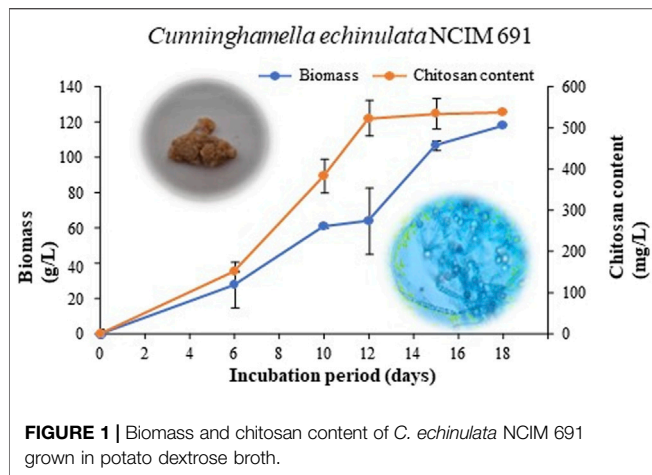 Cunninghamella echinulata NCIM 691
Biomass
Chitosan content
140
120
100
80
60
40
20
0
Biomass
(g/L)
600
500
400
300
200
100
0
Chitosan content
(mg/L)
0 2 4 6 8 10 12 14 16 18
Incubation period (days)
FIGURE 1 | Biomass and chitosan content of C. echinulata NCIM 691
grown in potato dextrose broth.